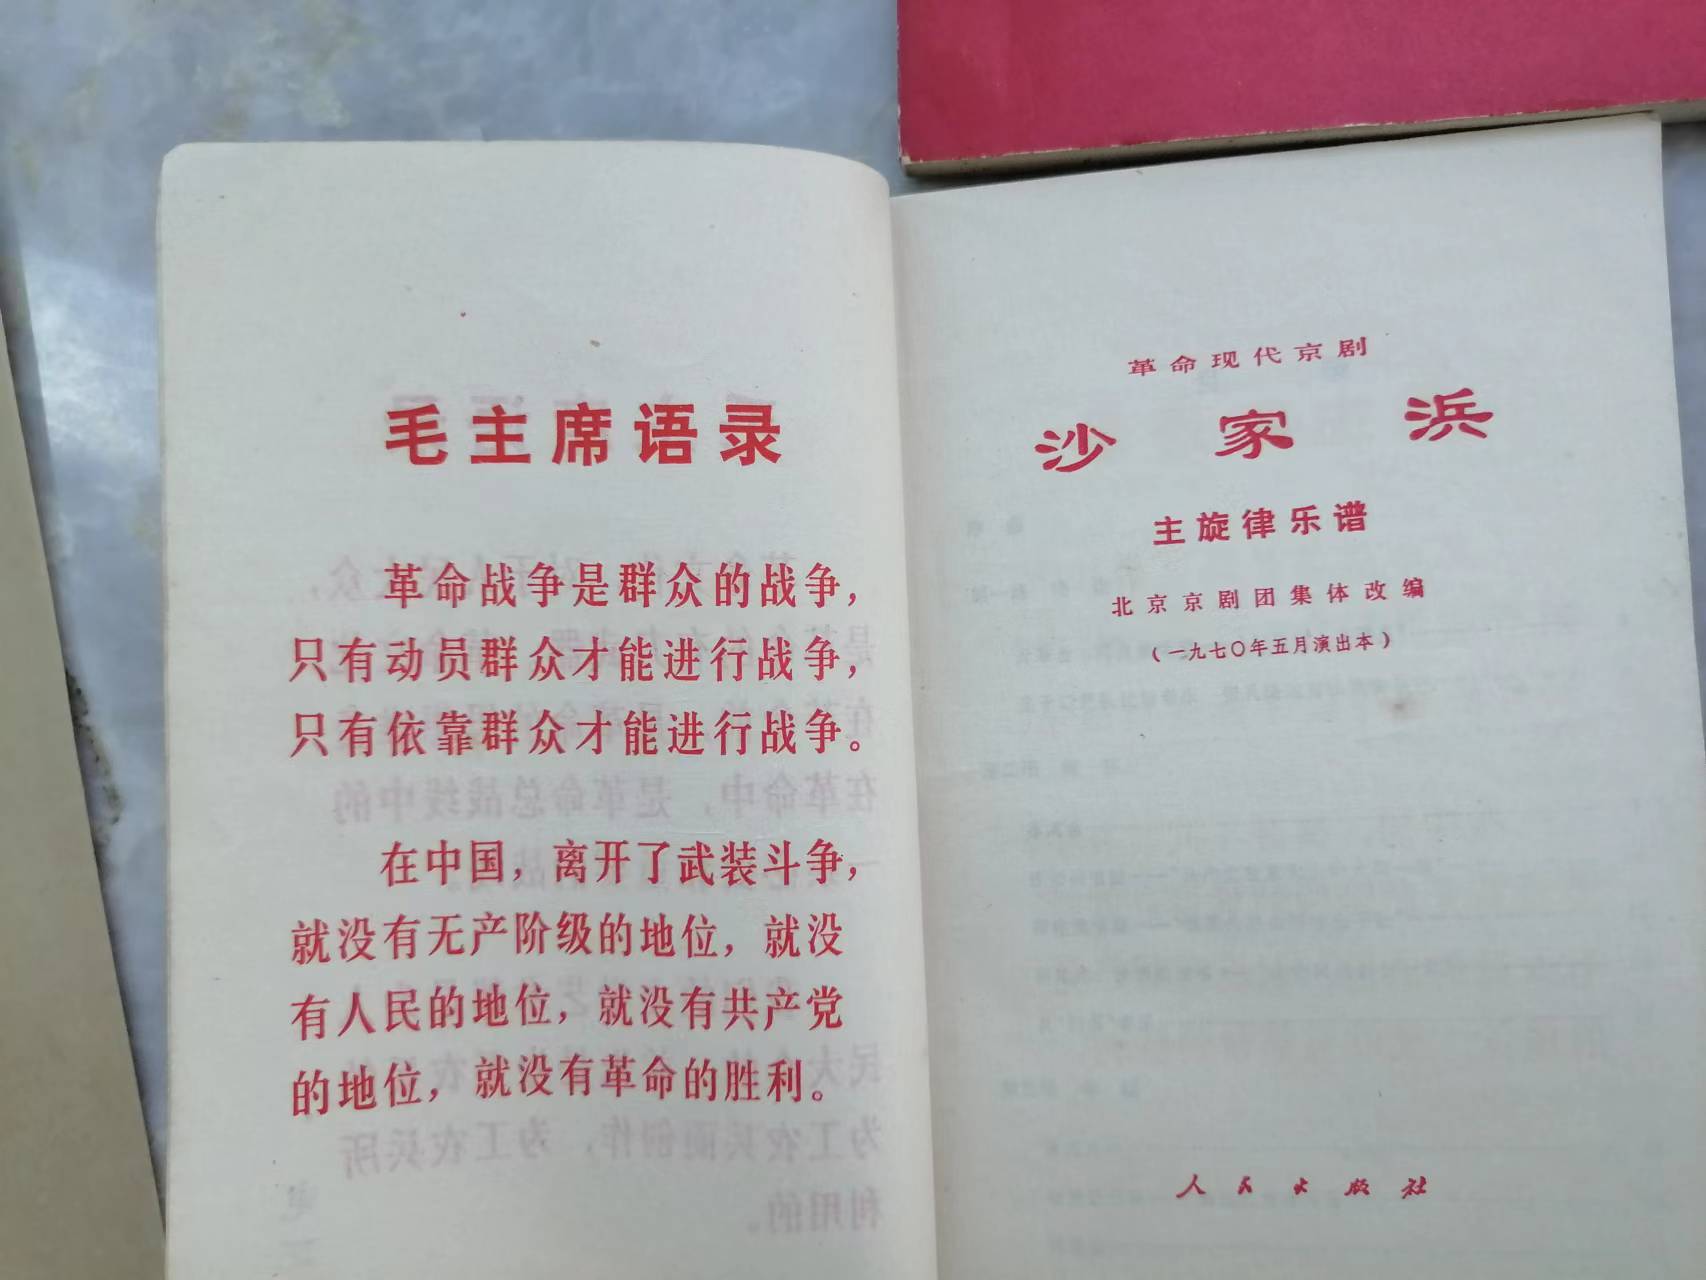 毛主席语录
革命战争是群众的战争，
只有动员群众才能进行战争，
只有依靠群众才能进行战争。
在中国，离开了武装斗争，
就没有无产阶级的地位，就没
有人民的地位，就没有共产党
的地位，就没有革命的胜利。
革命现代京剧
沙家浜
主旋律乐谱
北京京剧团集体改编
（一九七〇年五月演出本）
人民出版社